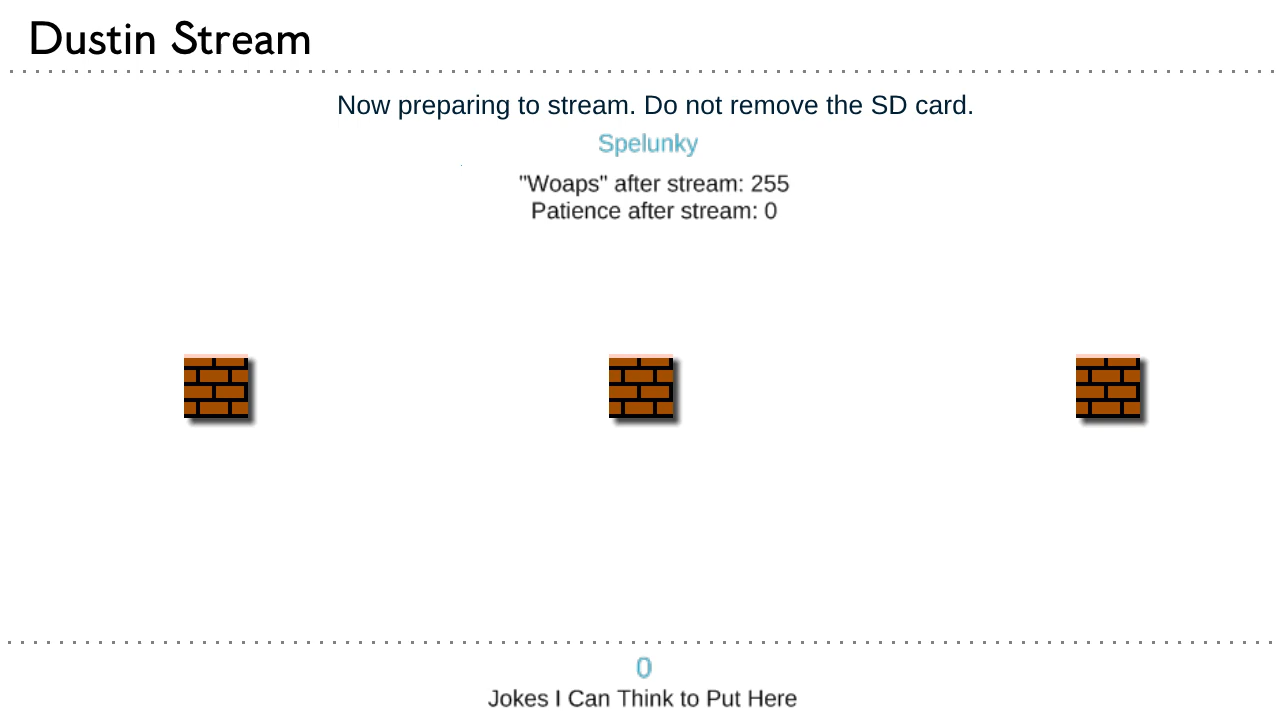 Dustin Stream
Now preparing to stream. Do not remove the SD card.
Spelunky
"Woaps" after stream: 255
Patience after stream: 0
0
Jokes I Can Think to Put Here